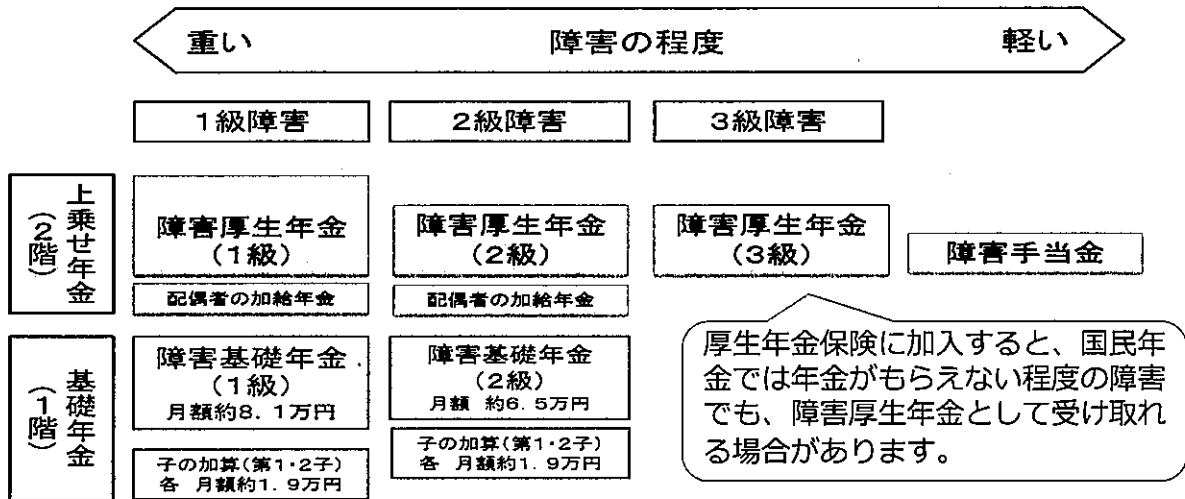 重い 障害の程度 軽い
1級障害 2級障害 3級障害
上乗せ年金
(2階)
障害厚生年金
(1級)
配偶者の加給年金
障害厚生年金
(2級)
配偶者の加給年金
障害厚生年金
(3級)
障害手当金
基礎年金
(1階)
障害基礎年金
(1級)
月額約8.1万円
子の加算(第1・2子)
各 月額約1.9万円
障害基礎年金
(2級)
月額 約6.5万円
子の加算(第1・2子)
各 月額約1.9万円
厚生年金保険に加入すると、国民年
金では年金がもらえない程度の障害
でも、障害厚生年金として受け取れ
る場合があります。